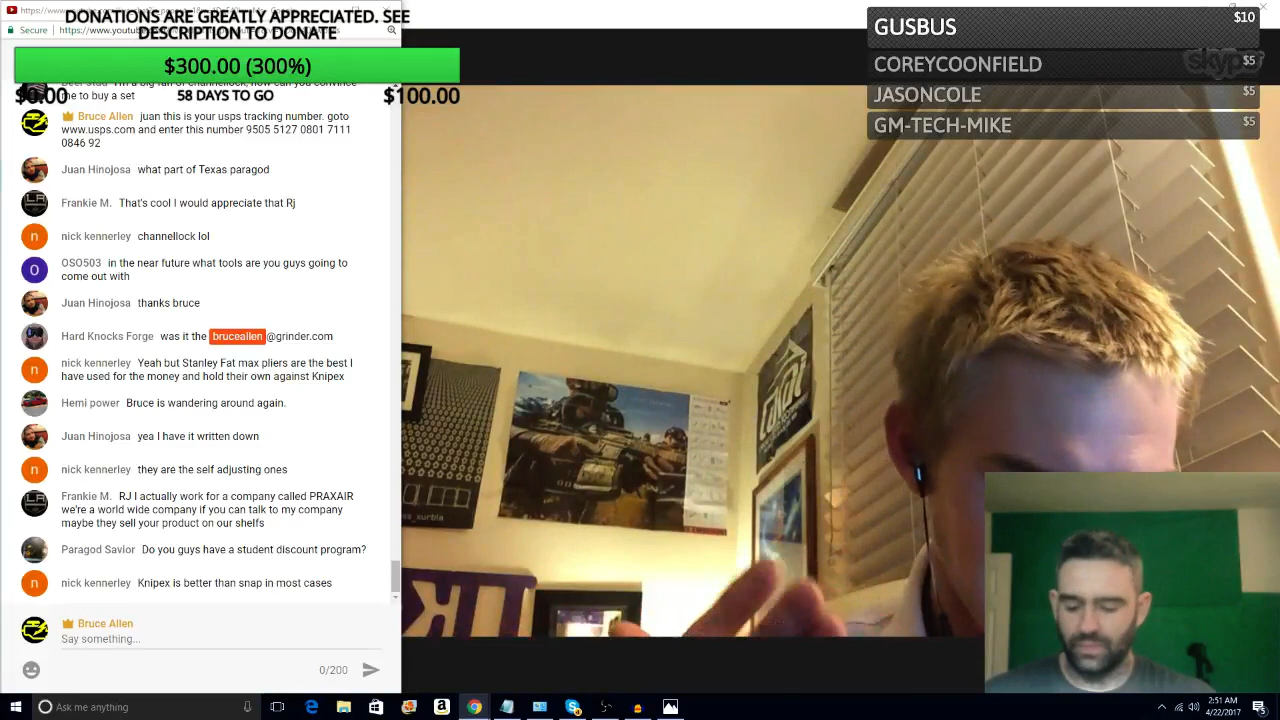 DONATIONS ARE GREATLY APPRECIATED. SEE
DESCRIPTION TO DONATE
Secure
$300.00 (300%)
$0.00
58 DAYS TO GO
$100.00
GUSBUS $10
COREYCOONFIELD $5
JASONCOLE $5
GM-TECH-MIKE $5
skype
me to buy a set
Bruce Allen juan this is your usps tracking number. goto
www.usps.com and enter this number 9505 5127 0801 7111
0846 92
Juan Hinojosa what part of Texas paragod
Frankie M. That's cool I would appreciate that Rj
n nick kennerley channellock lol
O OSO503 in the near future what tools are you guys going to
come out with
Juan Hinojosa thanks bruce
Hard Knocks Forge was it the bruceallen@grinder.com
n nick kennerley Yeah but Stanley Fat max pliers are the best I
have used for the money and hold their own against Knipex
Hemi power Bruce is wandering around again.
Juan Hinojosa yea I have it written down
n nick kennerley they are the self adjusting ones
Frankie M. RJ I actually work for a company called PRAXAIR
we're a world wide company if you can talk to my company
maybe they sell your product on our shelfs
Paragod Savior Do you guys have a student discount program?
n nick kennerley Knipex is better than snap in most cases
Bruce Allen
Say something...
0/200
Ask me anything
2:51 AM
4/22/2017